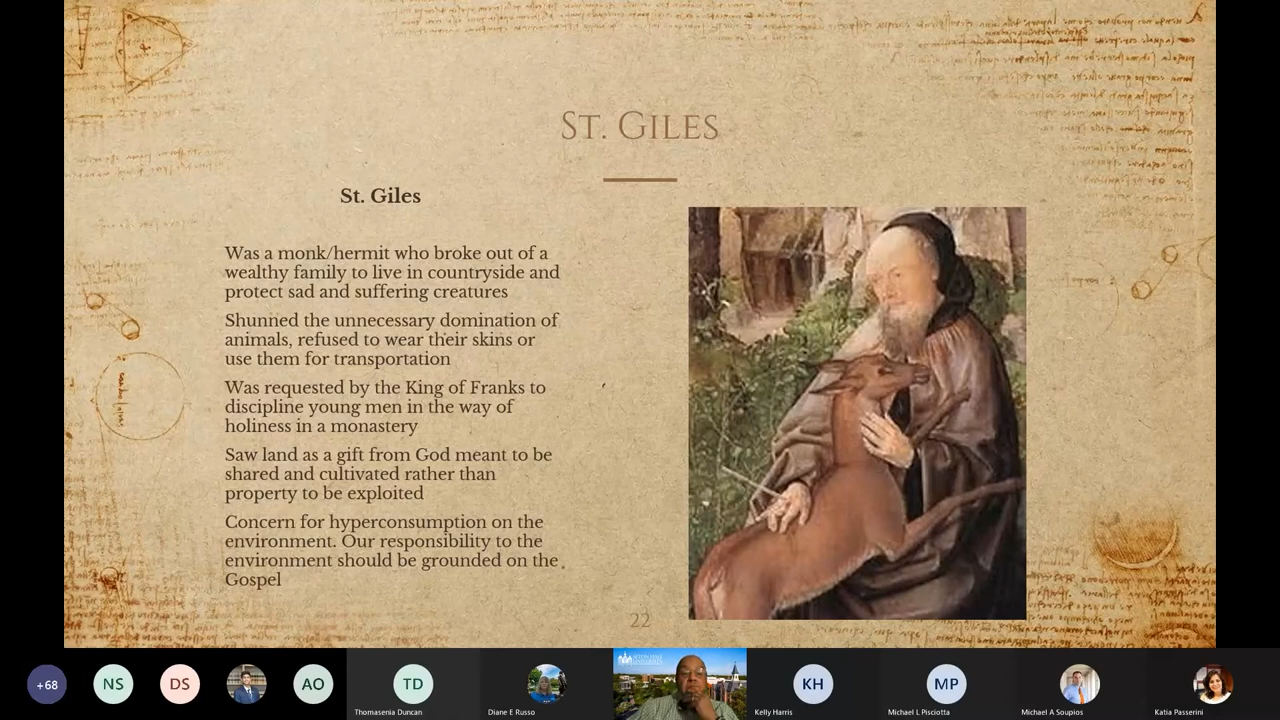 St. Giles
St. Giles
Was a monk/hermit who broke out of a
wealthy family to live in countryside and
protect sad and suffering creatures
Shunned the unnecessary domination of
animals, refused to wear their skins or
use them for transportation
Was requested by the King of Franks to
discipline young men in the way of
holiness in a monastery
Saw land as a gift from God meant to be
shared and cultivated rather than
property to be exploited
Concern for hyperconsumption on the
environment. Our responsibility to the
environment should be grounded on the
Gospel
22
+68
NS
DS
AO
TD
KH
MP
Thomasenia Duncan
Diane E Russo
Kelly Harris
Michael L Pisciotta
Michael A Soupios
Katia Passerini